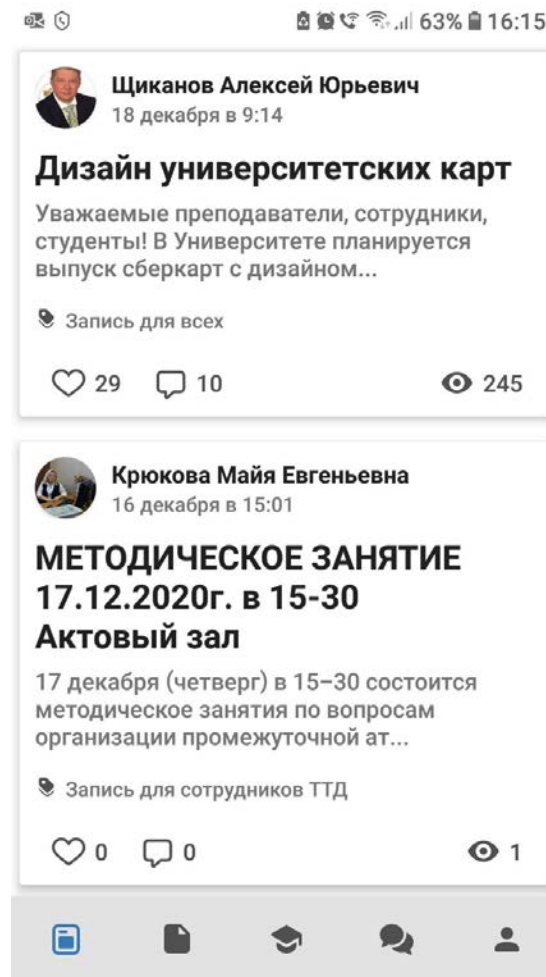 63% 16:15
Щиканов Алексей Юрьевич
18 декабря в 9:14
Дизайн университетских карт
Уважаемые преподаватели, сотрудники,
студенты! В Университете планируется
выпуск сберкарт с дизайном...
Запись для всех
29 10 245
Крюкова Майя Евгеньевна
16 декабря в 15:01
МЕТОДИЧЕСКОЕ ЗАНЯТИЕ
17.12.2020г. в 15-30
Актовый зал
17 декабря (четверг) в 15–30 состоится
методическое занятия по вопросам
организации промежуточной ат...
Запись для сотрудников ТТД
0 0 1